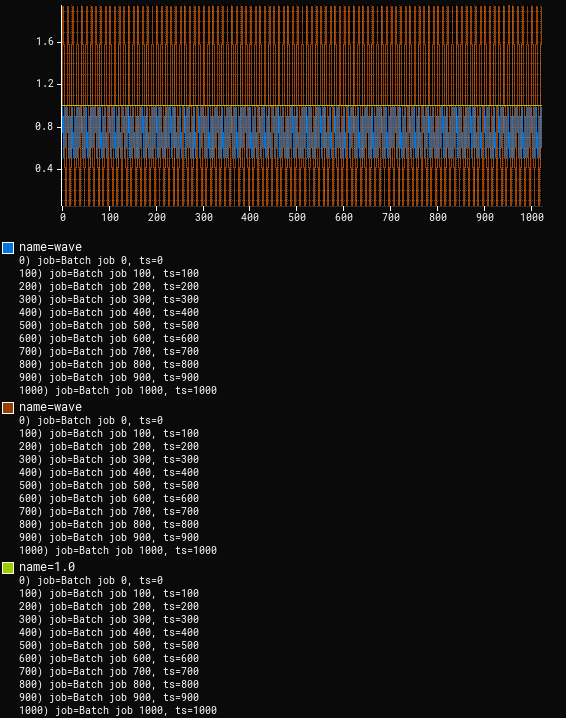 1.6
1.2
0.8
0.4
0 100 200 300 400 500 600 700 800 900 1000
name=wave
0) job=Batch job 0, ts=0
100) job=Batch job 100, ts=100
200) job=Batch job 200, ts=200
300) job=Batch job 300, ts=300
400) job=Batch job 400, ts=400
500) job=Batch job 500, ts=500
600) job=Batch job 600, ts=600
700) job=Batch job 700, ts=700
800) job=Batch job 800, ts=800
900) job=Batch job 900, ts=900
1000) job=Batch job 1000, ts=1000
name=wave
0) job=Batch job 0, ts=0
100) job=Batch job 100, ts=100
200) job=Batch job 200, ts=200
300) job=Batch job 300, ts=300
400) job=Batch job 400, ts=400
500) job=Batch job 500, ts=500
600) job=Batch job 600, ts=600
700) job=Batch job 700, ts=700
800) job=Batch job 800, ts=800
900) job=Batch job 900, ts=900
1000) job=Batch job 1000, ts=1000
name=1.0
0) job=Batch job 0, ts=0
100) job=Batch job 100, ts=100
200) job=Batch job 200, ts=200
300) job=Batch job 300, ts=300
400) job=Batch job 400, ts=400
500) job=Batch job 500, ts=500
600) job=Batch job 600, ts=600
700) job=Batch job 700, ts=700
800) job=Batch job 800, ts=800
900) job=Batch job 900, ts=900
1000) job=Batch job 1000, ts=1000